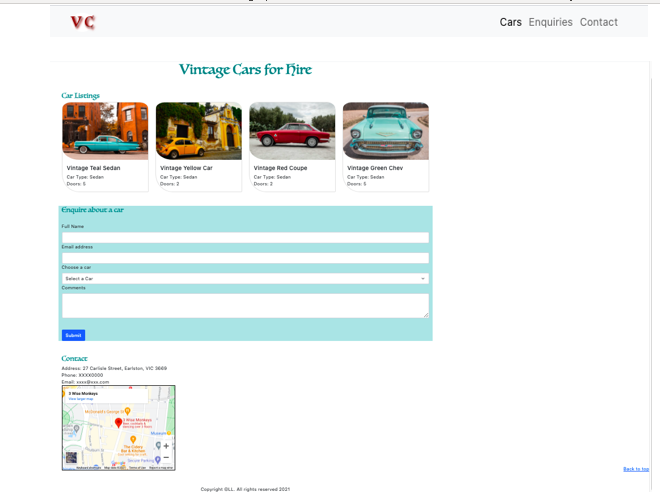 VC
Cars Enquiries Contact
Vintage Cars for Hire
Car Listings
Vintage Teal Sedan
Car Type: Sedan
Doors: 5
Vintage Yellow Car
Car Type: Sedan
Doors: 2
Vintage Red Coupe
Car Type: Sedan
Doors: 2
Vintage Green Chev
Car Type: Sedan
Doors: 5
Enquire about a car
Full Name
Email address
Choose a car
Select a Car
Comments
Submit
Contact
Address: 27 Carlisle Street, Earlston, VIC 3669
Phone: XXXX0000
Email: xxxx@xxx.com
3 Wise Monkeys
View larger map
McDonald's George St
3 Wise Monkeys
The Colony
Bar & Kitchen
Museum
Secure Parking
Back to top
Copyright ©LL. All rights reserved 2021